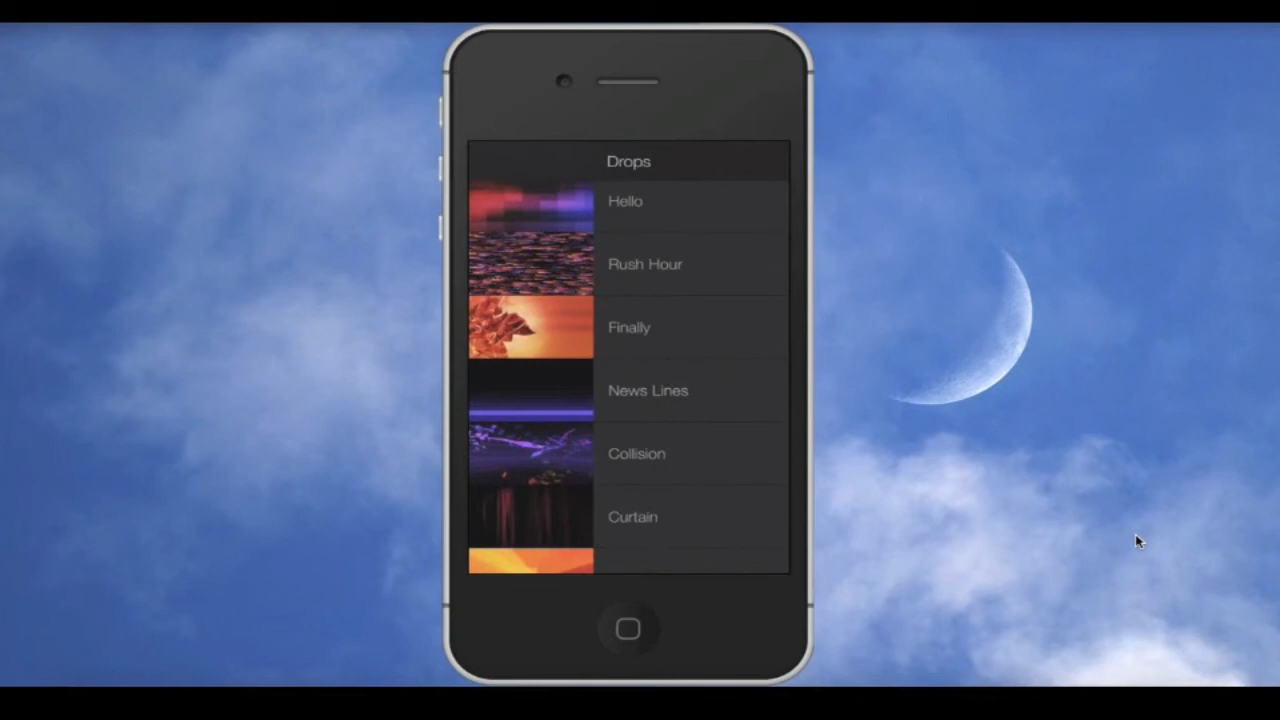 Drops
Hello
Rush Hour
Finally
News Lines
Collision
Curtain